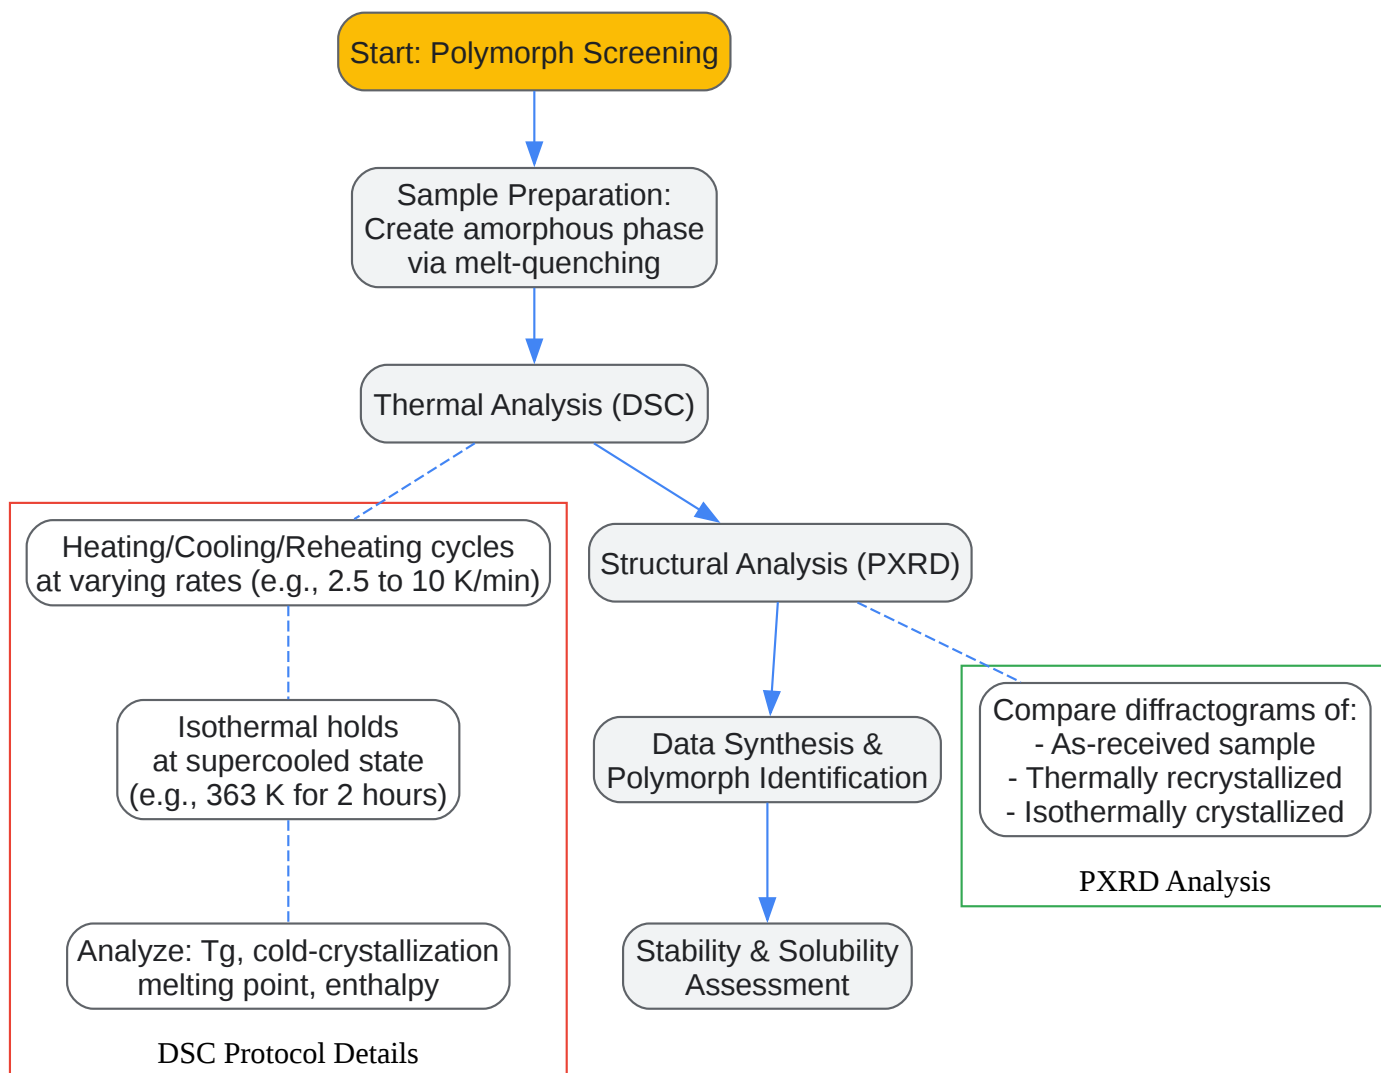 Start: Polymorph Screening
Sample Preparation:
Create amorphous phase
via melt-quenching
Thermal Analysis (DSC)
Heating/Cooling/Reheating cycles
at varying rates (e.g., 2.5 to 10 K/min)
Isothermal holds
at supercooled state
(e.g., 363 K for 2 hours)
Analyze: Tg, cold-crystallization
melting point, enthalpy
DSC Protocol Details
Structural Analysis (PXRD)
Data Synthesis &
Polymorph Identification
Stability & Solubility
Assessment
Compare diffractograms of:
- As-received sample
- Thermally recrystallized
- Isothermally crystallized
PXRD Analysis